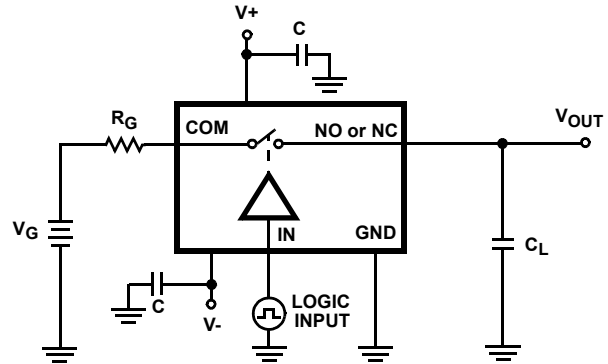 V+
C
RG
COM
NO or NC
VOUT
VG
IN
GND
CL
C
V-
LOGIC
INPUT